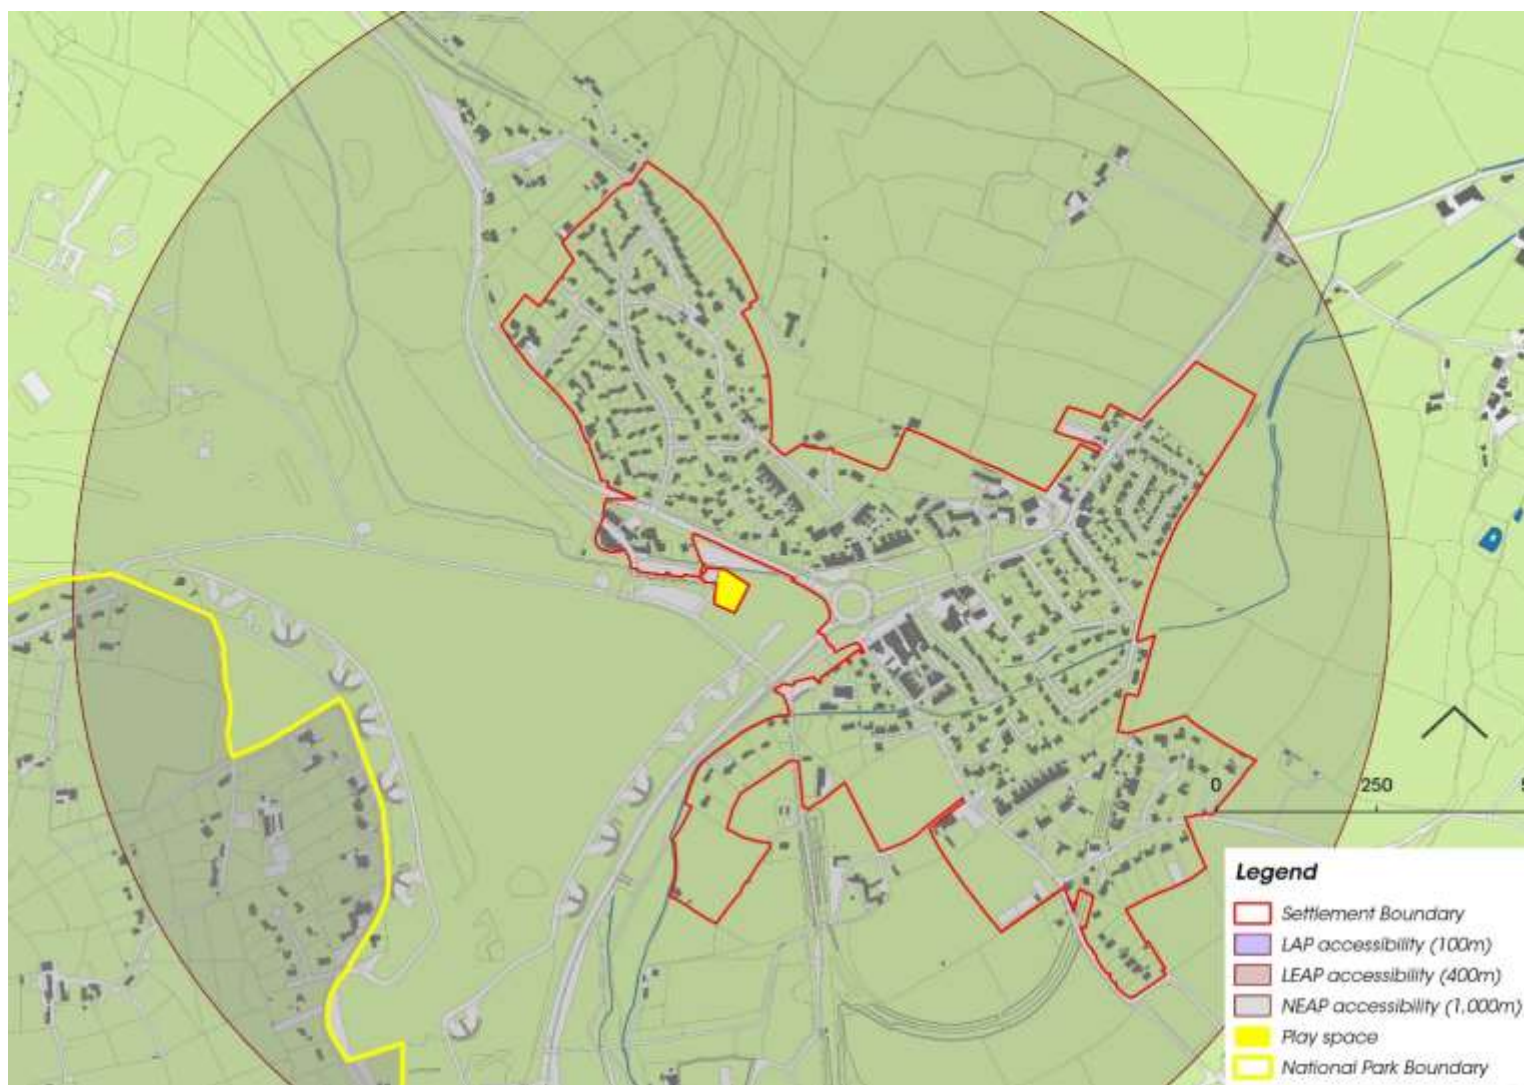 0 250 5
Legend
Settlement Boundary
LAP accessibility (100m)
LEAP accessibility (400m)
NEAP accessibility (1,000m)
Play space
National Park Boundary